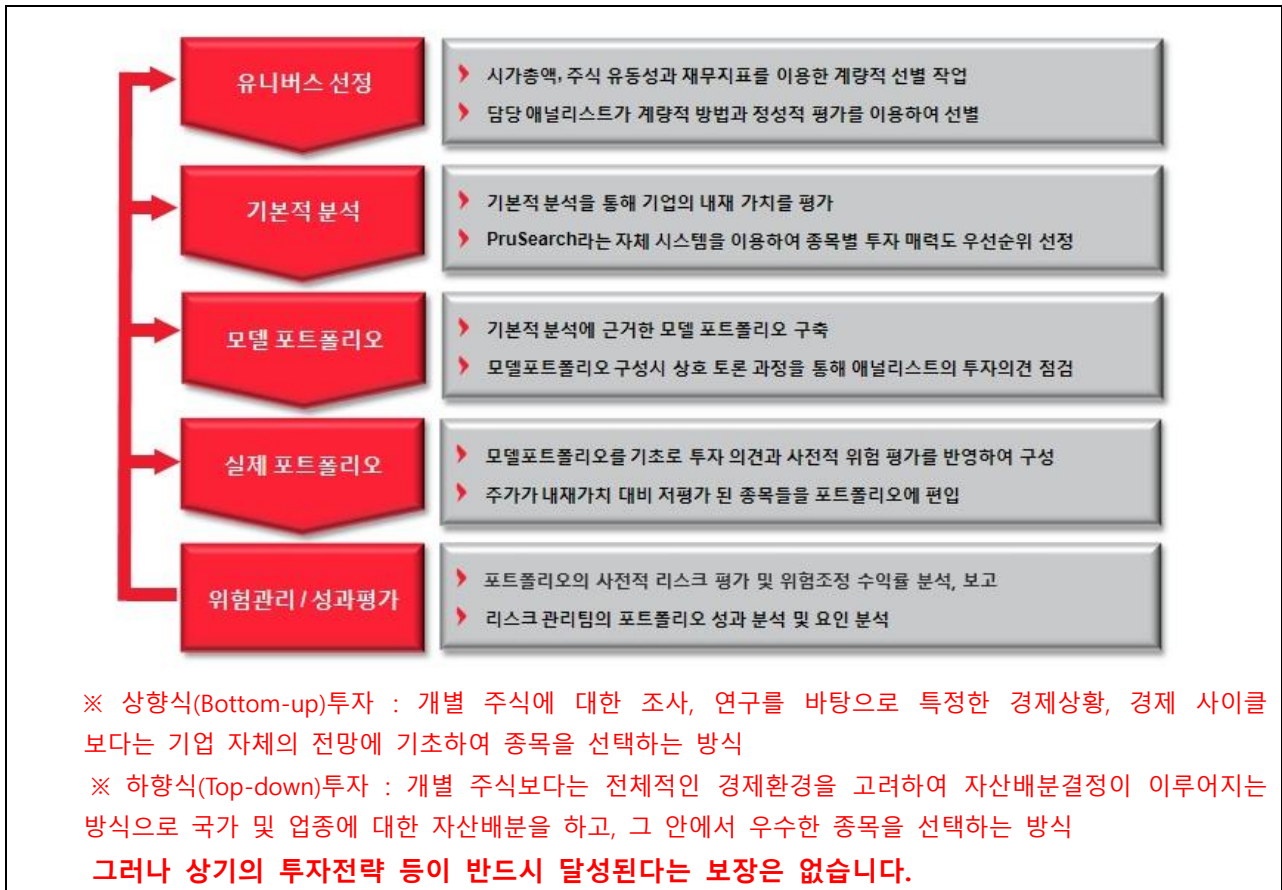 유니버스 선정
시가총액, 주식 유동성과 재무지표를 이용한 계량적 선별 작업
담당 애널리스트가 계량적 방법과 정성적 평가를 이용하여 선별
기본적 분석
기본적 분석을 통해 기업의 내재 가치를 평가
PruSearch라는 자체 시스템을 이용하여 종목별 투자 매력도 우선순위 선정
모델 포트폴리오
기본적 분석에 근거한 모델 포트폴리오 구축
모델포트폴리오 구성시 상호 토론 과정을 통해 애널리스트의 투자의견 점검
실제 포트폴리오
모델포트폴리오를 기초로 투자 의견과 사전적 위험 평가를 반영하여 구성
주가가 내재가치 대비 저평가 된 종목들을 포트폴리오에 편입
위험관리 / 성과평가
포트폴리오의 사전적 리스크 평가 및 위험조정 수익률 분석, 보고
리스크 관리팀의 포트폴리오 성과 분석 및 요인 분석
※ 상향식(Bottom-up)투자 : 개별 주식에 대한 조사, 연구를 바탕으로 특정한 경제상황, 경제 사이클
보다는 기업 자체의 전망에 기초하여 종목을 선택하는 방식
※ 하향식(Top-down)투자 : 개별 주식보다는 전체적인 경제환경을 고려하여 자산배분결정이 이루어지는
방식으로 국가 및 업종에 대한 자산배분을 하고, 그 안에서 우수한 종목을 선택하는 방식
그러나 상기의 투자전략 등이 반드시 달성된다는 보장은 없습니다.